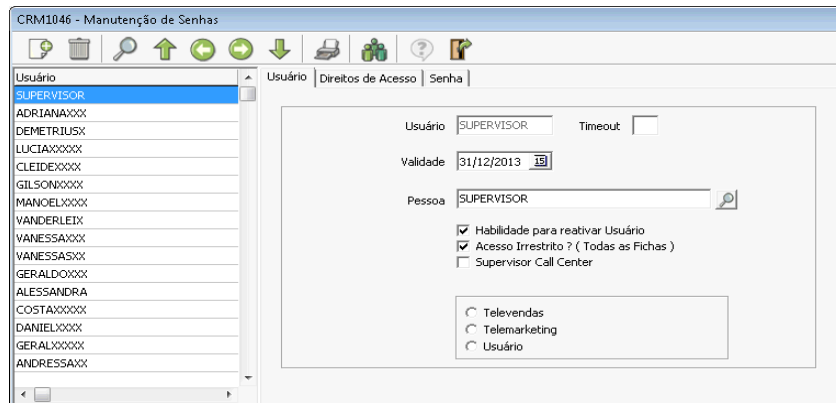 CRM1046 - Manutenção de Senhas
Usuário
SUPERVISOR
ADRIANAXXX
DEMETRIUSX
LUCIAXXXXX
CLEIDEXXXX
GILSONXXXX
MANOELXXXX
VANDERLEIX
VANESSAXXX
VANESSASXX
GERALDOXXX
ALESSANDRA
COSTAXXXXX
DANIELXXXX
GERALXXXXX
ANDRESSAXX
Usuário Direitos de Acesso Senha
Usuário SUPERVISOR Timeout
Validade 31/12/2013 15
Pessoa SUPERVISOR
Habilidade para reativar Usuário
Acesso Irrestrito ? ( Todas as Fichas )
Supervisor Call Center
Televendas
Telemarketing
Usuário